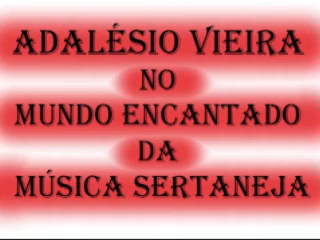 ADALÉSIO VIEIRA
NO
MUNDO ENCANTADO
DA
MÚSICA SERTANEJA